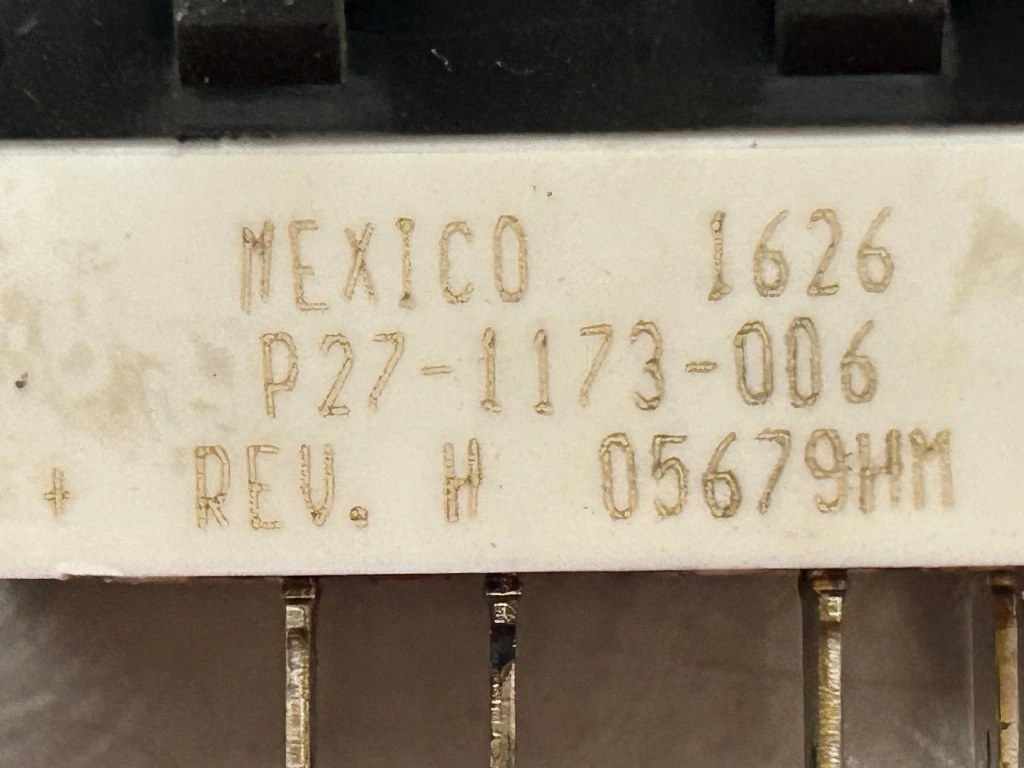 MEXICO 1626
P27-1173-006
+ REV. H 05679HM